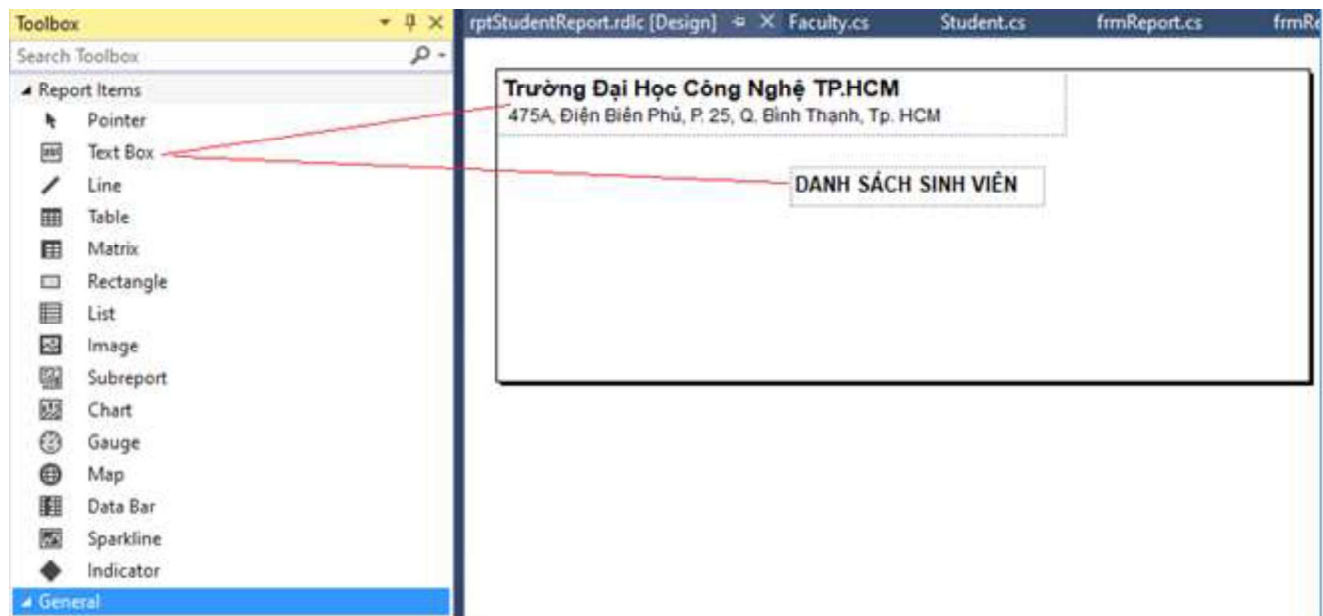 Toolbox
Search Toolbox
Report Items
Pointer
Text Box
Line
Table
Matrix
Rectangle
List
Image
Subreport
Chart
Gauge
Map
Data Bar
Sparkline
Indicator
General
rptStudentReport.rdlc [Design] Faculty.cs Student.cs frmReport.cs frmRe
Trường Đại Học Công Nghệ TP.HCM
475A, Điện Biên Phủ, P. 25, Q. Bình Thạnh, Tp. HCM
DANH SÁCH SINH VIÊN